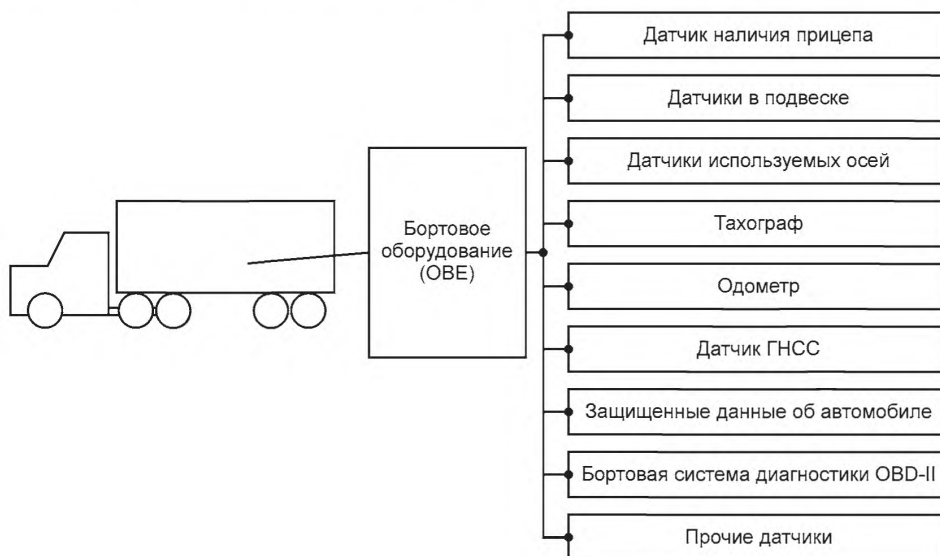 Датчик наличия прицепа
Датчики в подвеске
Датчики используемых осей
Тахограф
Бортовое
оборудование
(OBE)
Одометр
Датчик ГНСС
Защищенные данные об автомобиле
Бортовая система диагностики OBD-II
Прочие датчики